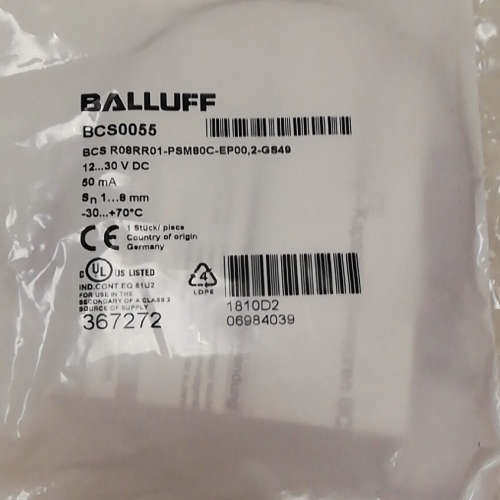 BALLUFF
BCS0055
BCS R08RR01-PSM80C-EP00,2-GS49
12...30 V DC
50 mA
Sn 1...8 mm
-30...+70°C
CE
1 Stück/ piece
Country of origin
Germany
C UL US LISTED
IND.CONT.EQ 61U2
FOR USE IN THE
SECONDARY OF A CLASS 2
SOURCE OF SUPPLY
4
LDPE
367272
1810D2
06984039